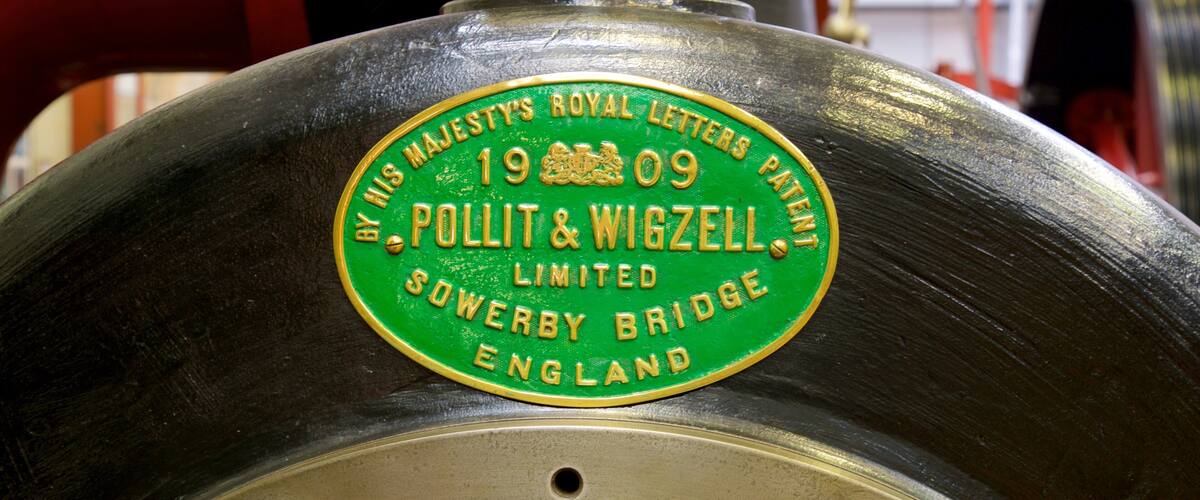 BY HIS MAJESTY'S ROYAL LETTERS PATENT
19 09
POLLIT & WIGZELL
LIMITED
SOWERBY BRIDGE
ENGLAND